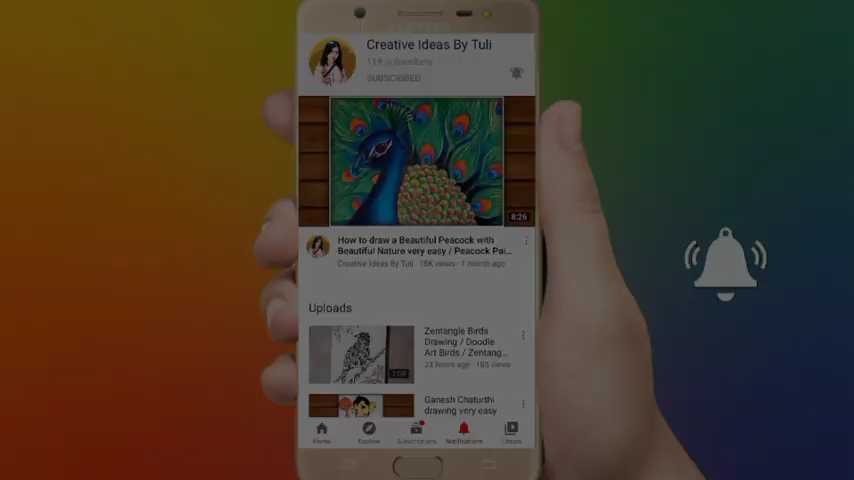 Creative Ideas By Tuli
11K subscribers
SUBSCRIBED
8:26
How to draw a Beautiful Peacock with
Beautiful Nature very easy / Peacock Pai...
Creative Ideas By Tuli · 18K views · 1 month ago
Uploads
Zentangle Birds
Drawing / Doodle
Art Birds / Zentang...
23 hours ago · 186 views
Ganesh Chaturthi
drawing very easy
Home
Explore
Subscriptions
Notifications
Library